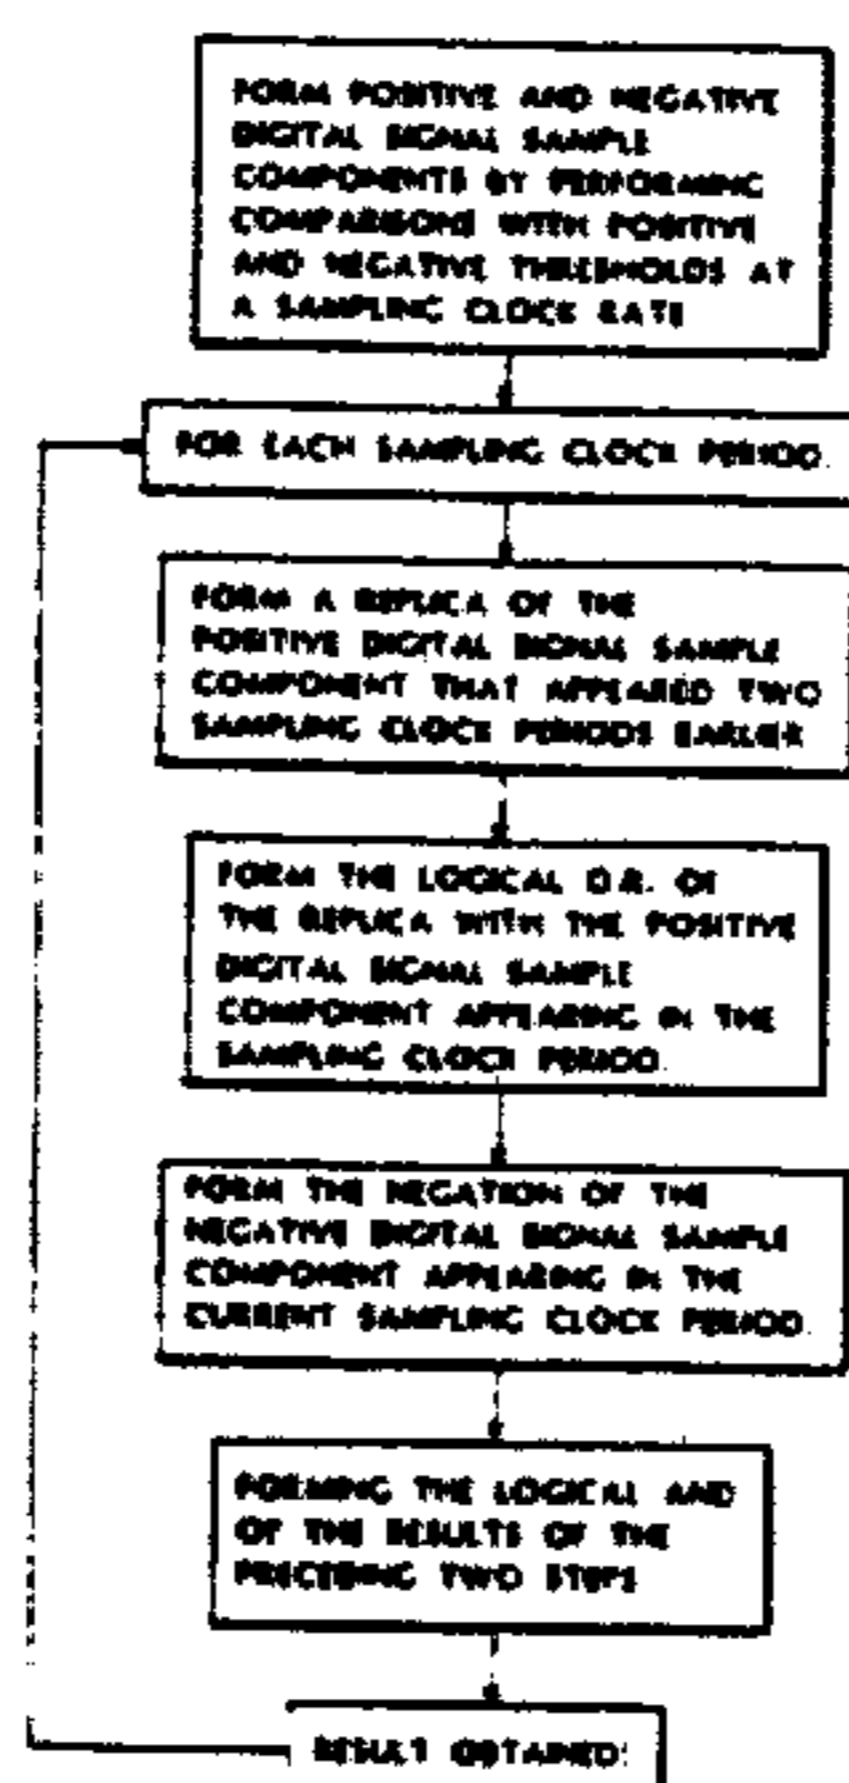 FORM POSITIVE AND NEGATIVE
DIGITAL SIGNAL SAMPLE
COMPONENTS BY PERFORMING
COMPARISONS WITH POSITIVE
AND NEGATIVE THRESHOLDS AT
A SAMPLING CLOCK RATE
FOR EACH SAMPLING CLOCK PERIOD.
FORM A REPLICA OF THE
POSITIVE DIGITAL SIGNAL SAMPLE
COMPONENT THAT APPEARED TWO
SAMPLING CLOCK PERIODS EARLIER
FORM THE LOGICAL O.R. OF
THE REPLICA WITH THE POSITIVE
DIGITAL SIGNAL SAMPLE
COMPONENT APPEARING IN THE
SAMPLING CLOCK PERIOD.
FORM THE NEGATION OF THE
NEGATIVE DIGITAL SIGNAL SAMPLE
COMPONENT APPEARING IN THE
CURRENT SAMPLING CLOCK PERIOD.
FORMING THE LOGICAL AND
OF THE RESULTS OF THE
PRECEDING TWO STEPS
RESULT OBTAINED: